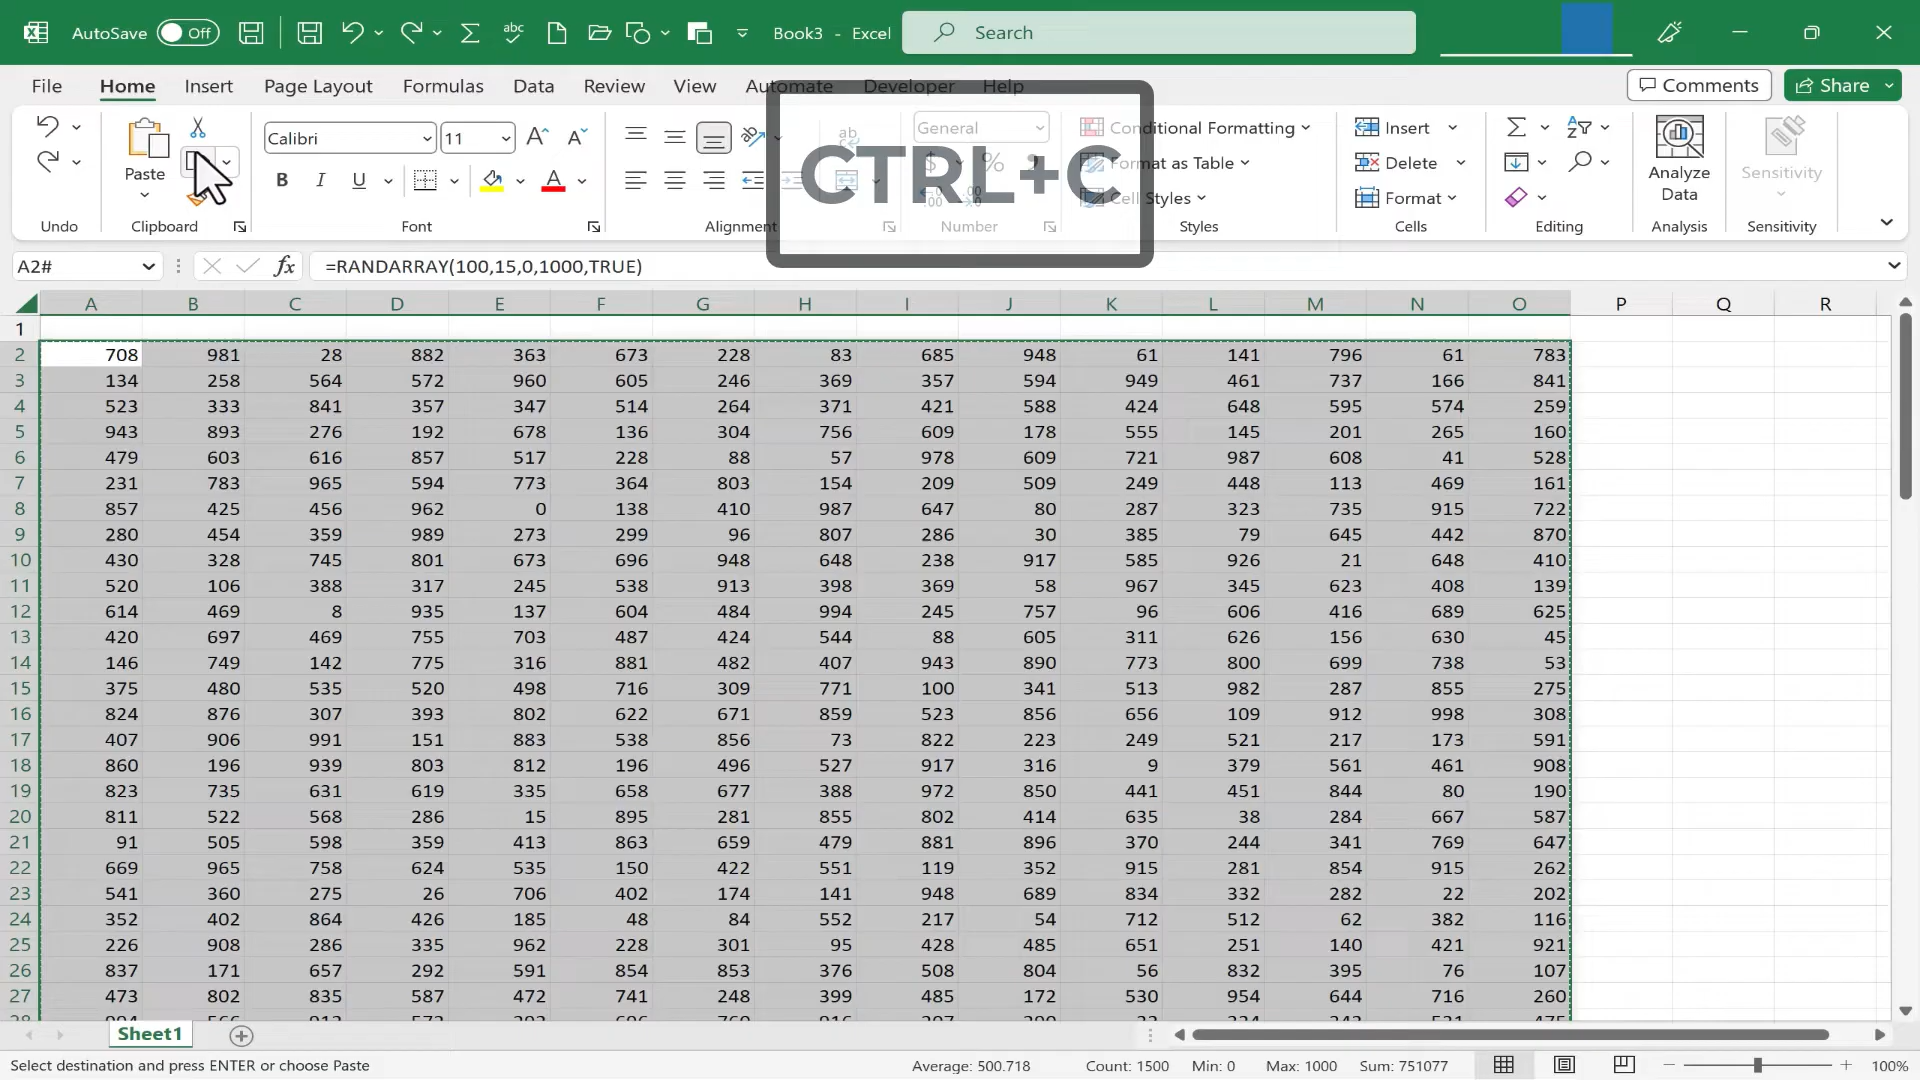 AutoSave Off abc Book3 - Excel Search
File Home Insert Page Layout Formulas Data Review View Automate Developer Help Comments Share
CTRL+C
Calibri 11 A A ab General Conditional Formatting Insert
Paste $ % Format as Table Delete Analyze Data Sensitivity
B I U A Cell Styles Format
Undo Clipboard Font Alignment Number Styles Cells Editing Analysis Sensitivity
A2# fx =RANDARRAY(100,15,0,1000,TRUE)
A B C D E F G H I J K L M N O P Q R
1
2 708 981 28 882 363 673 228 83 685 948 61 141 796 61 783
3 134 258 564 572 960 605 246 369 357 594 949 461 737 166 841
4 523 333 841 357 347 514 264 371 421 588 424 648 595 574 259
5 943 893 276 192 678 136 304 756 609 178 555 145 201 265 160
6 479 603 616 857 517 228 88 57 978 609 721 987 608 41 528
7 231 783 965 594 773 364 803 154 209 509 249 448 113 469 161
8 857 425 456 962 0 138 410 987 647 80 287 323 735 915 722
9 280 454 359 989 273 299 96 807 286 30 385 79 645 442 870
10 430 328 745 801 673 696 948 648 238 917 585 926 21 648 410
11 520 106 388 317 245 538 913 398 369 58 967 345 623 408 139
12 614 469 8 935 137 604 484 994 245 757 96 606 416 689 625
13 420 697 469 755 703 487 424 544 88 605 311 626 156 630 45
14 146 749 142 775 316 881 482 407 943 890 773 800 699 738 53
15 375 480 535 520 498 716 309 771 100 341 513 982 287 855 275
16 824 876 307 393 802 622 671 859 523 856 656 109 912 998 308
17 407 906 991 151 883 538 856 73 822 223 249 521 217 173 591
18 860 196 939 803 812 196 496 527 917 316 9 379 561 461 908
19 823 735 631 619 335 658 677 388 972 850 441 451 844 80 190
20 811 522 568 286 15 895 281 855 802 414 635 38 284 667 587
21 91 505 598 359 413 863 659 479 881 896 370 244 341 769 647
22 669 965 758 624 535 150 422 551 119 352 915 281 854 915 262
23 541 360 275 26 706 402 174 141 948 689 834 332 282 22 202
24 352 402 864 426 185 48 84 552 217 54 712 512 62 382 116
25 226 908 286 335 962 228 301 95 428 485 651 251 140 421 921
26 837 171 657 292 591 854 853 376 508 804 56 832 395 76 107
27 473 802 835 587 472 741 248 399 485 172 530 954 644 716 260
Sheet1
Select destination and press ENTER or choose Paste Average: 500.718 Count: 1500 Min: 0 Max: 1000 Sum: 751077 100%